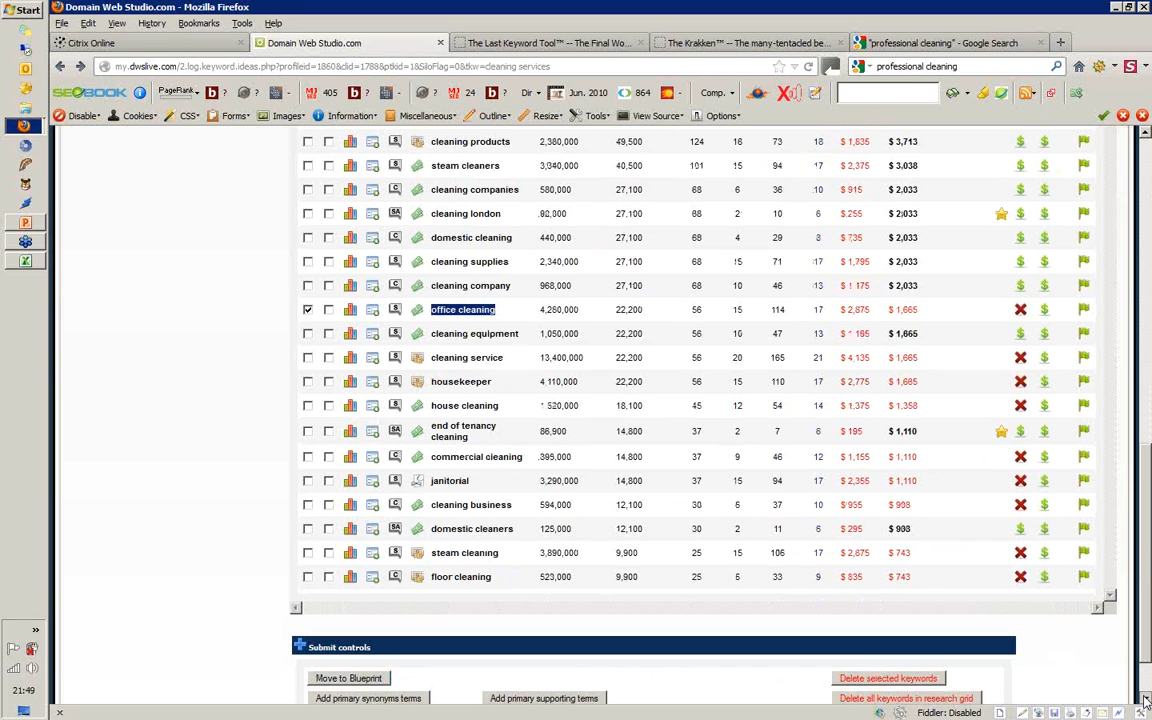 Start
Domain Web Studio.com - Mozilla Firefox
File Edit View History Bookmarks Tools Help
Citrix Online
Domain Web Studio.com
The Last Keyword Tool™ -- The Final Wo...
The Krakken™ -- The many-tentacled be...
"professional cleaning" - Google Search
my.dwslive.com/2.log.keyword.ideas.php?profileid=1860&clid=1788&ptkid=1&SiloFlag=0&tkw=cleaning services
professional cleaning
SEOBOOK PageRank ? ? 405 ? ? 24 ? Dir Jun. 2010 864 Comp.
Disable Cookies CSS Forms Images Information Miscellaneous Outline Resize Tools View Source Options
cleaning products 2,380,000 49,500 124 16 73 18 $ 1,835 $ 3,713
steam cleaners 40,500 101 15 94 17 $ 2,375 $ 3,038
cleaning companies 580,000 27,100 68 6 36 10 $ 915 $ 2,033
cleaning london 27,100 68 2 10 6 $ 255 $ 2,033
domestic cleaning 440,000 27,100 68 4 29 $ 735 $ 2,033
cleaning supplies 2,340,000 27,100 68 15 71 17 $ 1,795 $ 2,033
cleaning company 968,000 27,100 68 10 46 13 $ 1,175 $ 2,033
office cleaning 22,200 56 15 114 17 $ 2,875 $ 1,665
cleaning equipment 1,050,000 22,200 56 10 47 13 $ 1,195 $ 1,665
cleaning service 13,400,000 22,200 56 20 165 21 $ 4,135 $ 1,665
housekeeper 4,110,000 22,200 56 15 110 17 $ 2,775 $ 1,665
house cleaning 18,100 45 12 54 14 $ 1,375 $ 1,358
end of tenancy
cleaning 86,900 14,800 37 2 7 6 $ 195 $ 1,110
commercial cleaning 14,800 37 9 46 12 $ 1,155 $ 1,110
janitorial 3,290,000 14,800 37 15 94 17 $ 2,355 $ 1,110
cleaning business 594,000 12,100 30 6 37 10 $ 935 $ 908
domestic cleaners 125,000 12,100 30 2 11 6 $ 295 $ 908
steam cleaning 3,890,000 9,900 25 15 106 17 $ 2,675 $ 743
floor cleaning 523,000 9,900 25 33 9 $ 835 $ 743
Submit controls
Move to Blueprint
Delete selected keywords
Add primary synonyms terms
Add primary supporting terms
Delete all keywords in research grid
21:49
Fiddler: Disabled